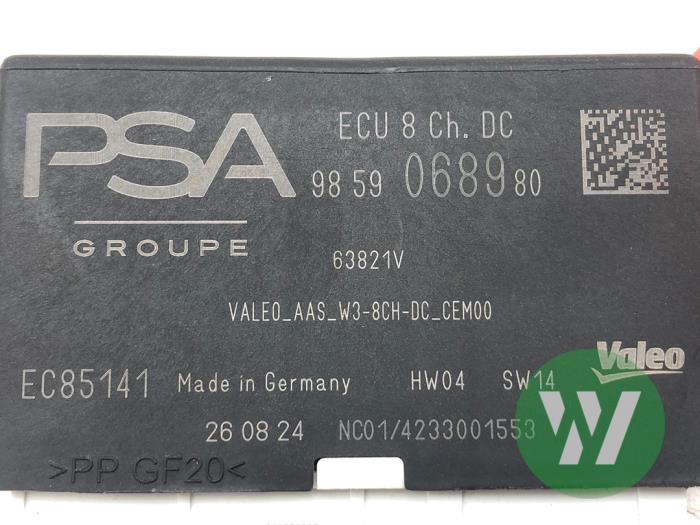 PSA
GROUPE
ECU 8 Ch. DC
98 59 0689 80
63821V
VALEO_AAS_W3-8CH-DC_CEM00
Valeo
EC85141 Made in Germany HW04 SW14
26 08 24 NC01/4233001553
>PP GF20<
W